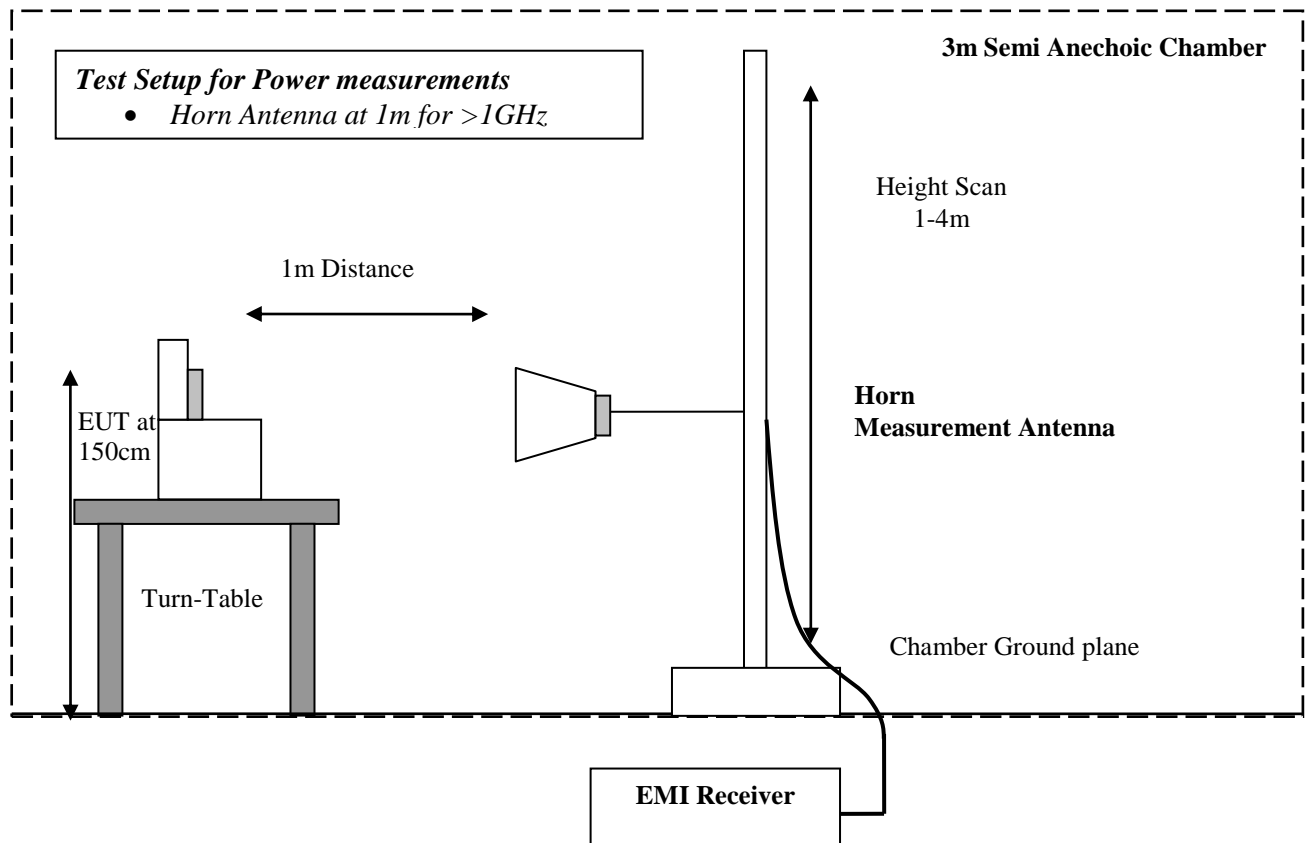 3m Semi Anechoic Chamber
Test Setup for Power measurements
• Horn Antenna at 1m for >1GHz
Height Scan
1-4m
1m Distance
EUT at
150cm
Horn
Measurement Antenna
Turn-Table
Chamber Ground plane
EMI Receiver